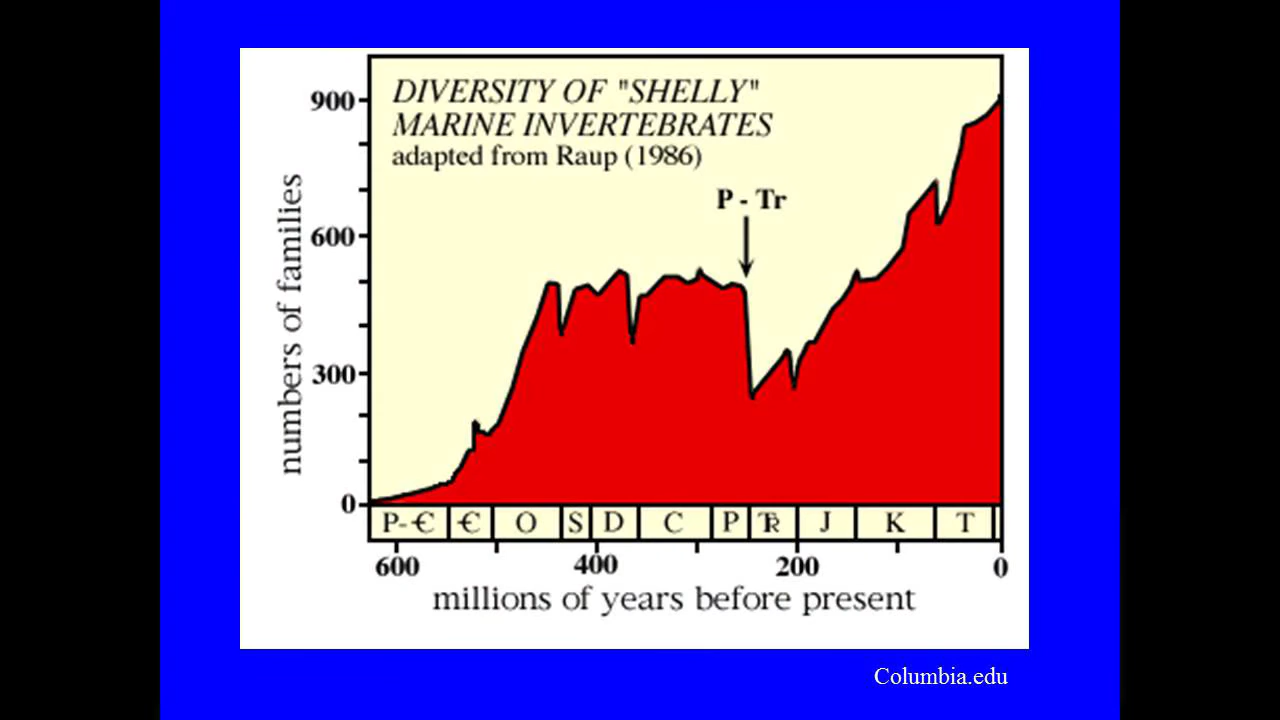 DIVERSITY OF "SHELLY"
MARINE INVERTEBRATES
adapted from Raup (1986)
P - Tr
numbers of families
900
600
300
0
P-Є Є O S D C P TR J K T
600 400 200 0
millions of years before present
Columbia.edu